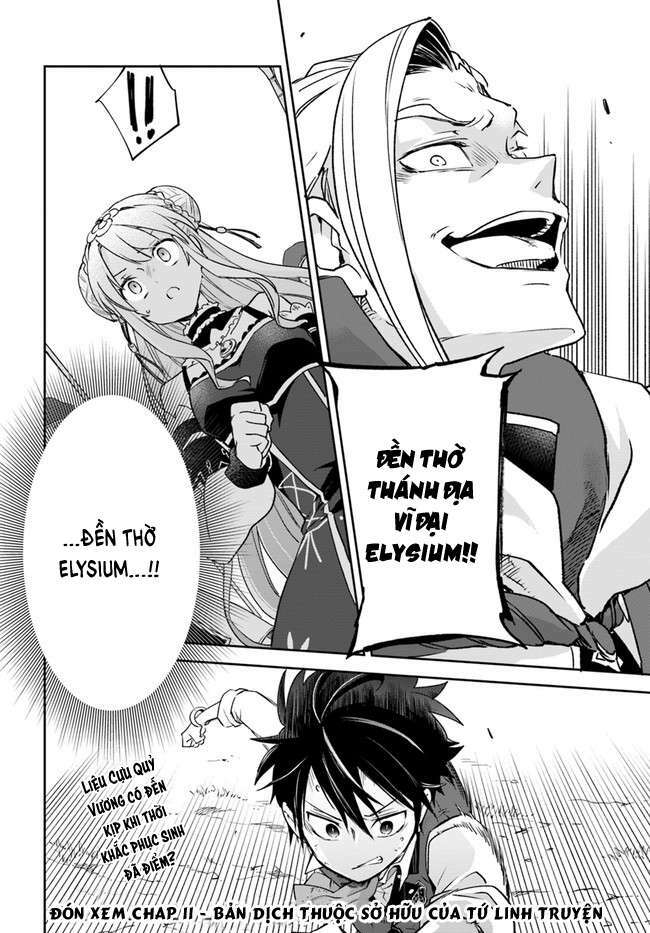 !!
ĐỀN THỜ
THÁNH ĐỊA
VĨ ĐẠI
ELYSIUM!!
...ĐỀN THỜ
ELYSIUM...!!
LIỆU CỰU QUỶ
VƯƠNG CÓ ĐẾN
KỊP KHI THỜI
KHẮC PHỤC SINH
ĐÃ ĐIỂM?
ĐÓN XEM CHAP 11 - BẢN DỊCH THUỘC SỞ HỮU CỦA TỨ LINH TRUYỆN